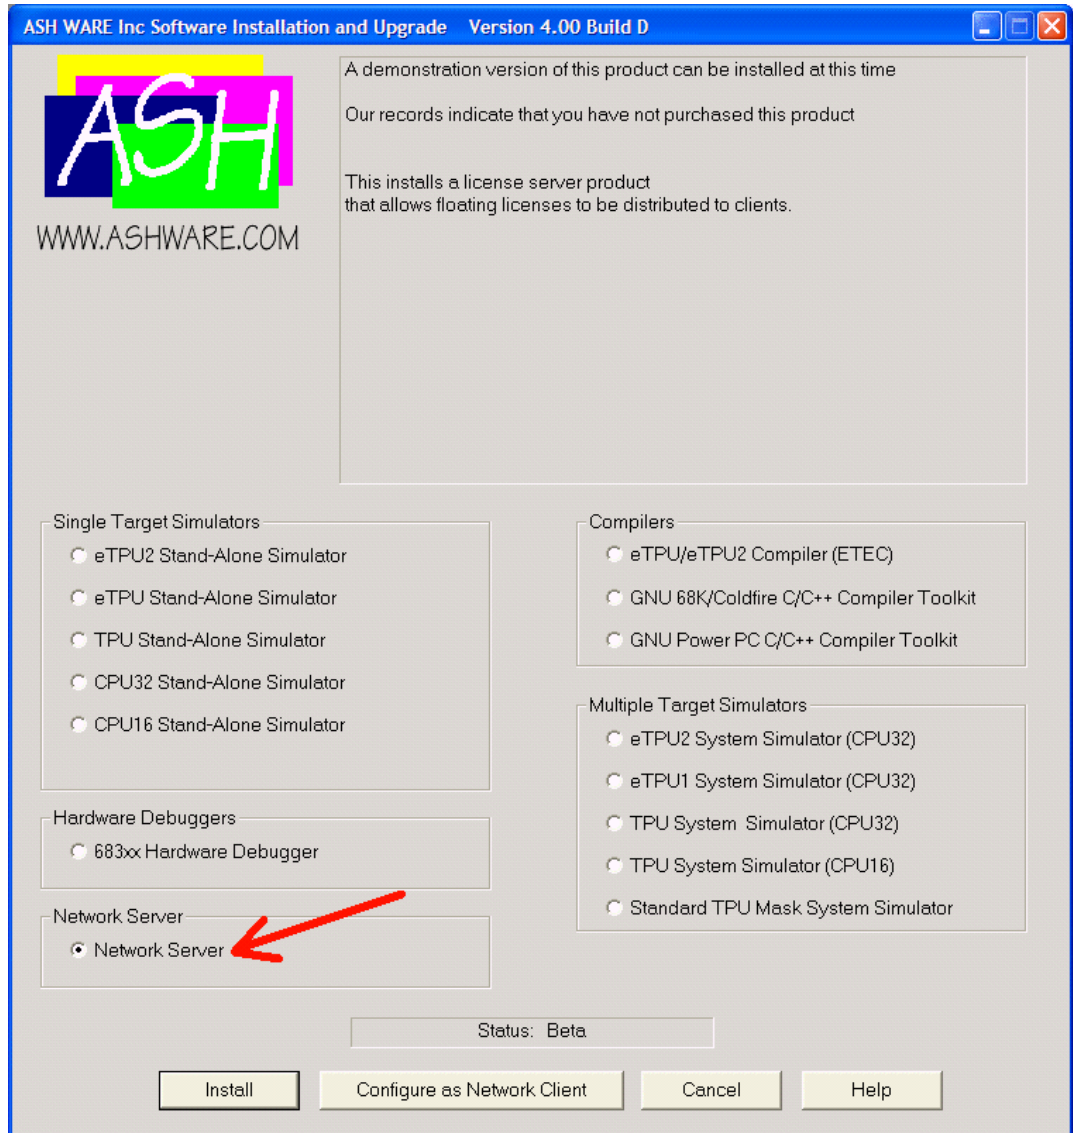 ASH WARE Inc Software Installation and Upgrade Version 4.00 Build D
ASH
WWW.ASHWARE.COM
A demonstration version of this product can be installed at this time
Our records indicate that you have not purchased this product
This installs a license server product
that allows floating licenses to be distributed to clients.
Single Target Simulators
eTPU2 Stand-Alone Simulator
eTPU Stand-Alone Simulator
TPU Stand-Alone Simulator
CPU32 Stand-Alone Simulator
CPU16 Stand-Alone Simulator
Hardware Debuggers
683xx Hardware Debugger
Network Server
Network Server
Compilers
eTPU/eTPU2 Compiler (ETEC)
GNU 68K/Coldfire C/C++ Compiler Toolkit
GNU Power PC C/C++ Compiler Toolkit
Multiple Target Simulators
eTPU2 System Simulator (CPU32)
eTPU1 System Simulator (CPU32)
TPU System Simulator (CPU32)
TPU System Simulator (CPU16)
Standard TPU Mask System Simulator
Status: Beta
Install
Configure as Network Client
Cancel
Help